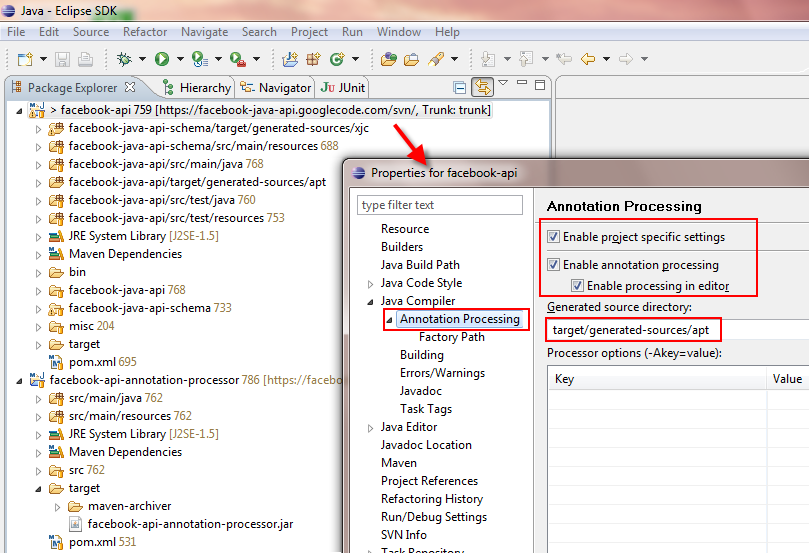 Java - Eclipse SDK
File Edit Source Refactor Navigate Search Project Run Window Help
Package Explorer Hierarchy Navigator JUnit
> facebook-api 759 [https://facebook-java-api.googlecode.com/svn/, Trunk: trunk]
facebook-java-api-schema/target/generated-sources/xjc
facebook-java-api-schema/src/main/resources 688
facebook-java-api/src/main/java 768
facebook-java-api/target/generated-sources/apt
facebook-java-api/src/test/java 760
facebook-java-api/src/test/resources 753
JRE System Library [J2SE-1.5]
Maven Dependencies
bin
facebook-java-api 768
facebook-java-api-schema 733
misc 204
target
pom.xml 695
facebook-api-annotation-processor 786 [https://facebo
src/main/java 762
src/main/resources 762
JRE System Library [J2SE-1.5]
Maven Dependencies
src 762
target
maven-archiver
facebook-api-annotation-processor.jar
pom.xml 531
Properties for facebook-api
type filter text
Resource
Builders
Java Build Path
Java Code Style
Java Compiler
Annotation Processing
Factory Path
Building
Errors/Warnings
Javadoc
Task Tags
Java Editor
Javadoc Location
Maven
Project References
Refactoring History
Run/Debug Settings
SVN Info
Task Repository
Annotation Processing
Enable project specific settings
Enable annotation processing
Enable processing in editor
Generated source directory:
target/generated-sources/apt
Processor options (-Akey=value):
Key Value